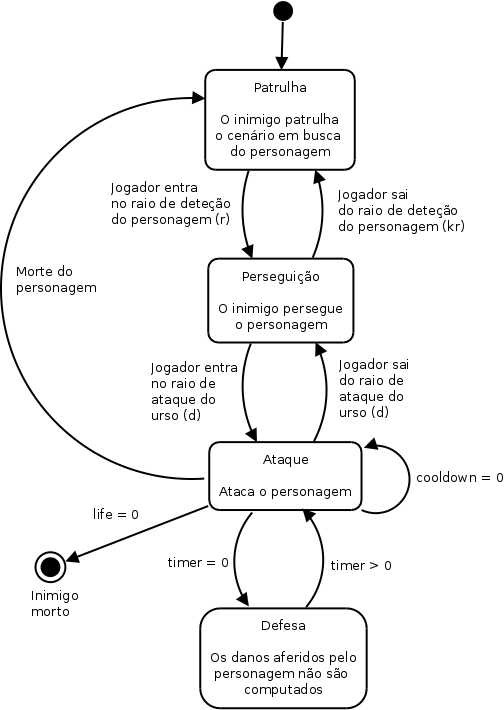 Patrulha
O inimigo patrulha
o cenário em busca
do personagem
Jogador entra
no raio de deteção
do personagem (r)
Jogador sai
do raio de deteção
do personagem (kr)
Morte do
personagem
Perseguição
O inimigo persegue
o personagem
Jogador entra
no raio de
ataque do
urso (d)
Jogador sai
do raio de
ataque do
urso (d)
Ataque
Ataca o personagem
cooldown = 0
life = 0
Inimigo
morto
timer = 0
timer > 0
Defesa
Os danos aferidos pelo
personagem não são
computados